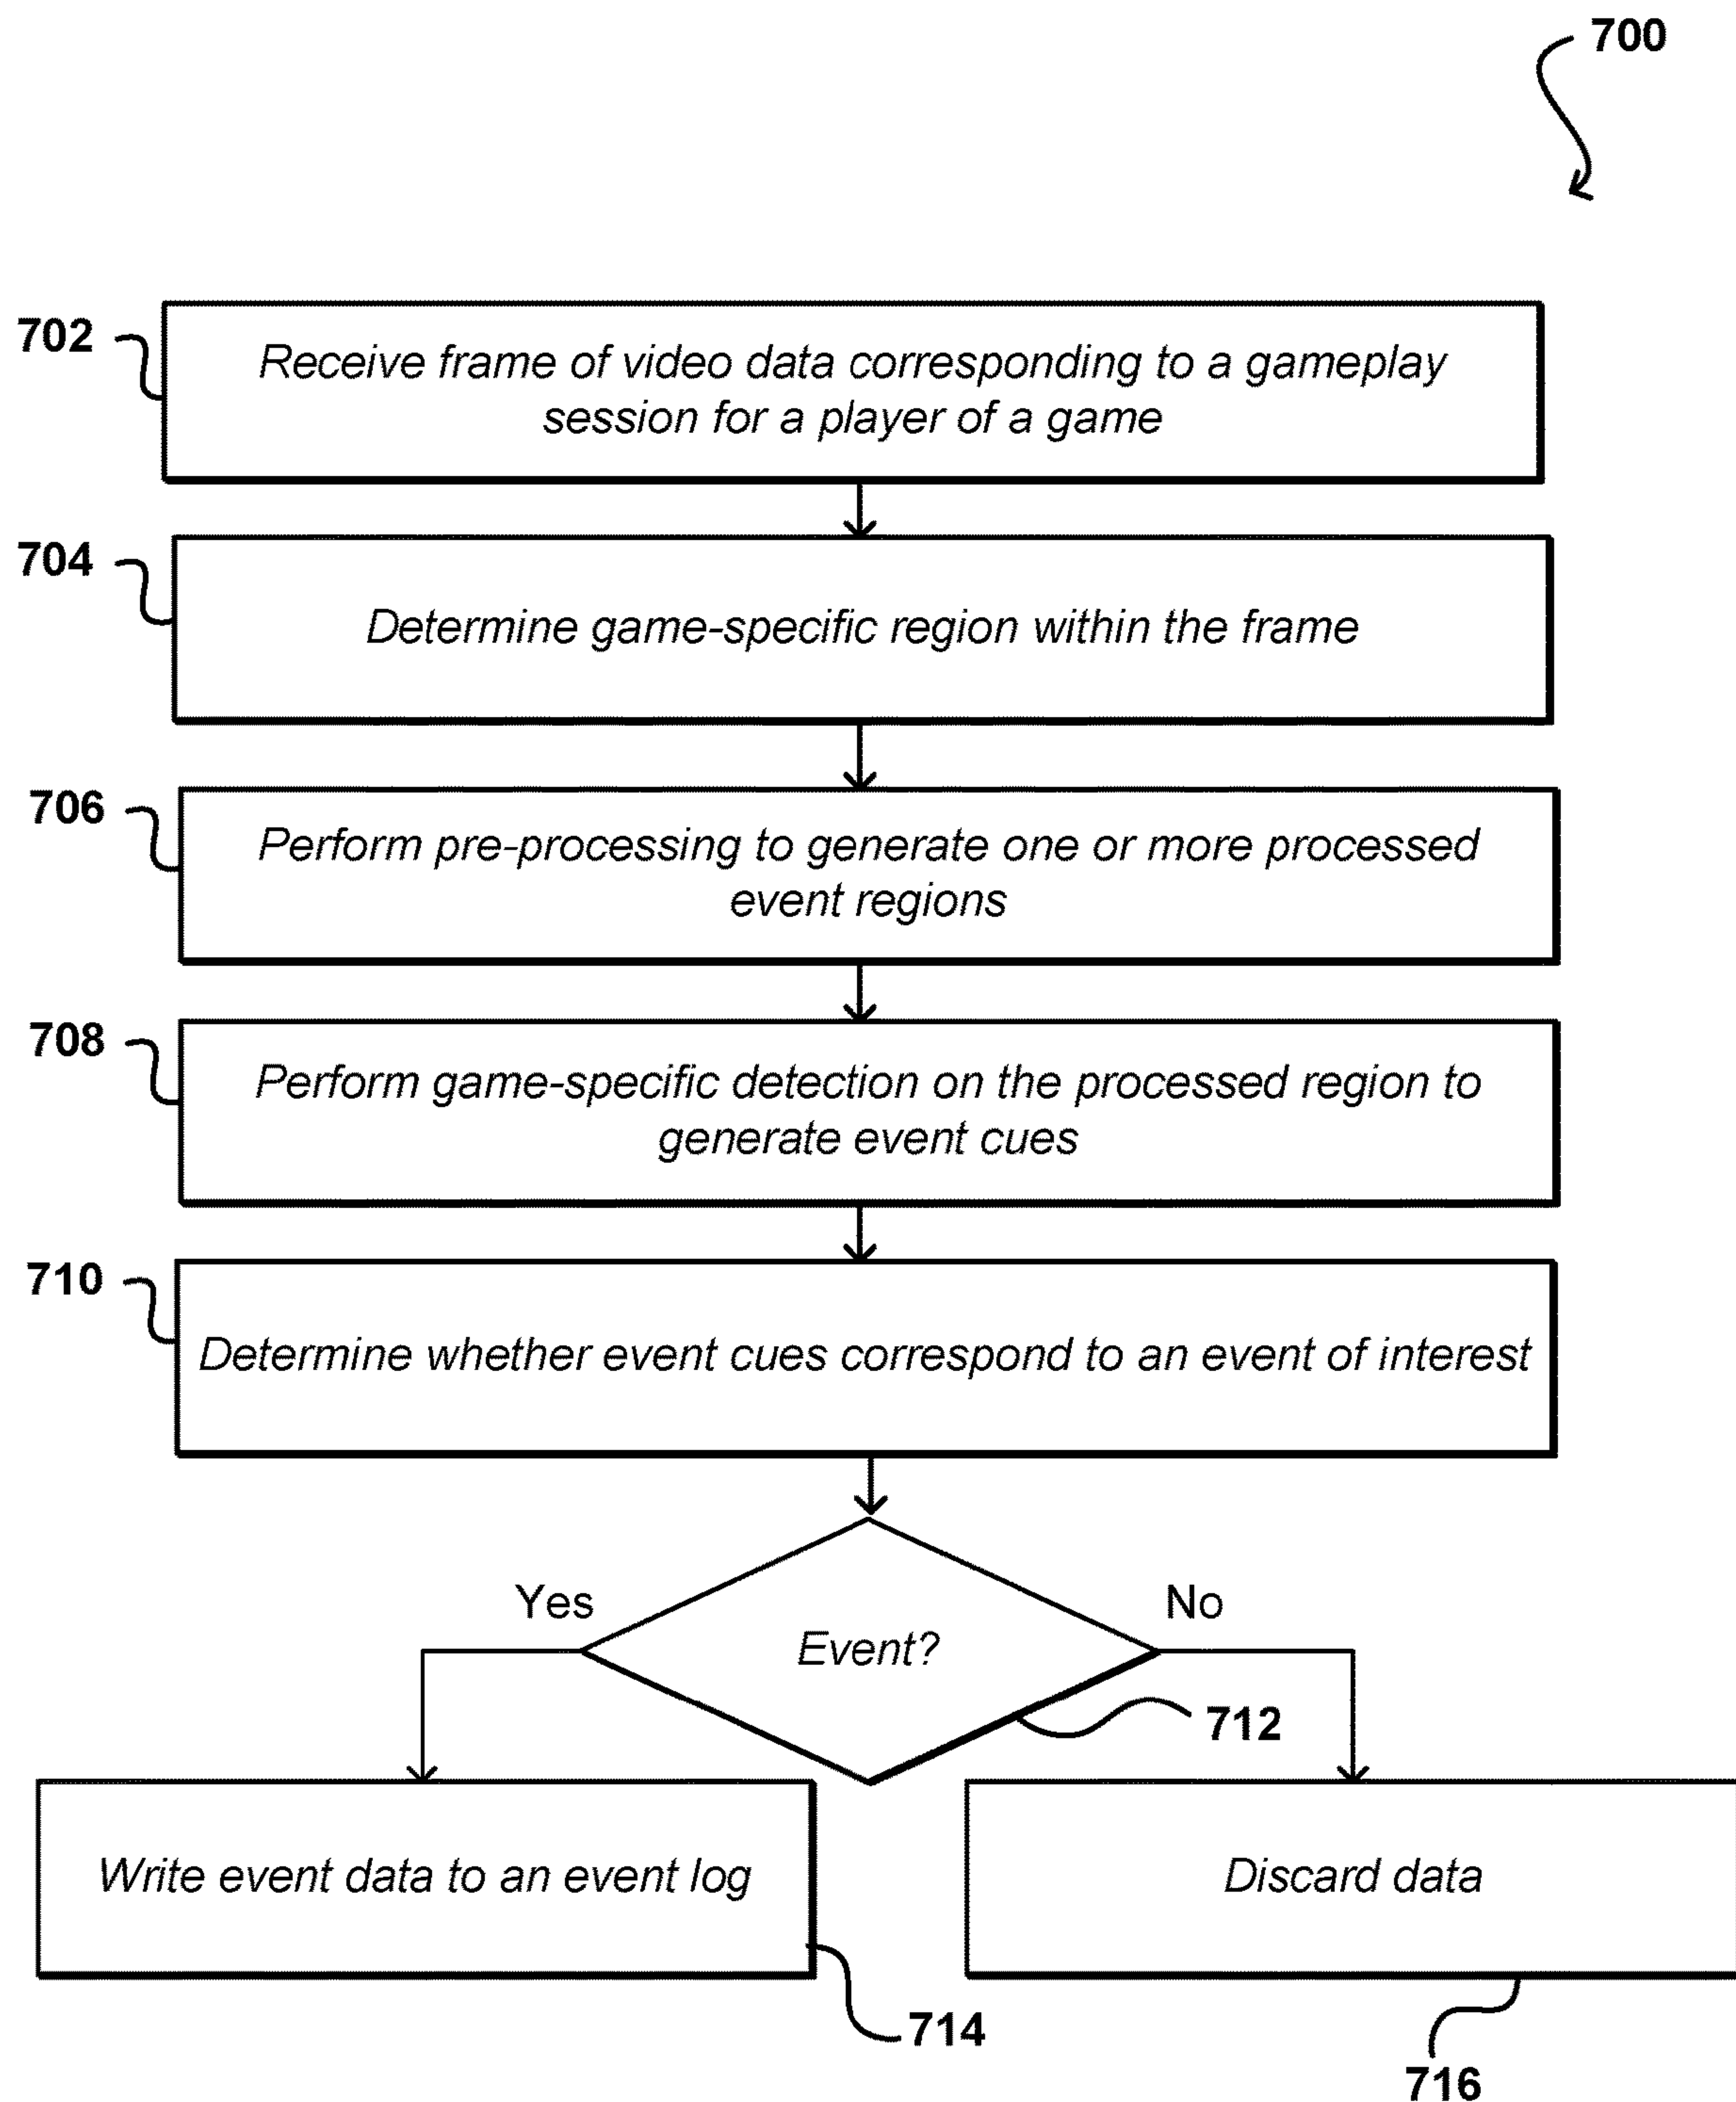 700
702
Receive frame of video data corresponding to a gameplay
session for a player of a game
704
Determine game-specific region within the frame
706
Perform pre-processing to generate one or more processed
event regions
708
Perform game-specific detection on the processed region to
generate event cues
710
Determine whether event cues correspond to an event of interest
Yes
No
Event?
712
Write event data to an event log
Discard data
714
716